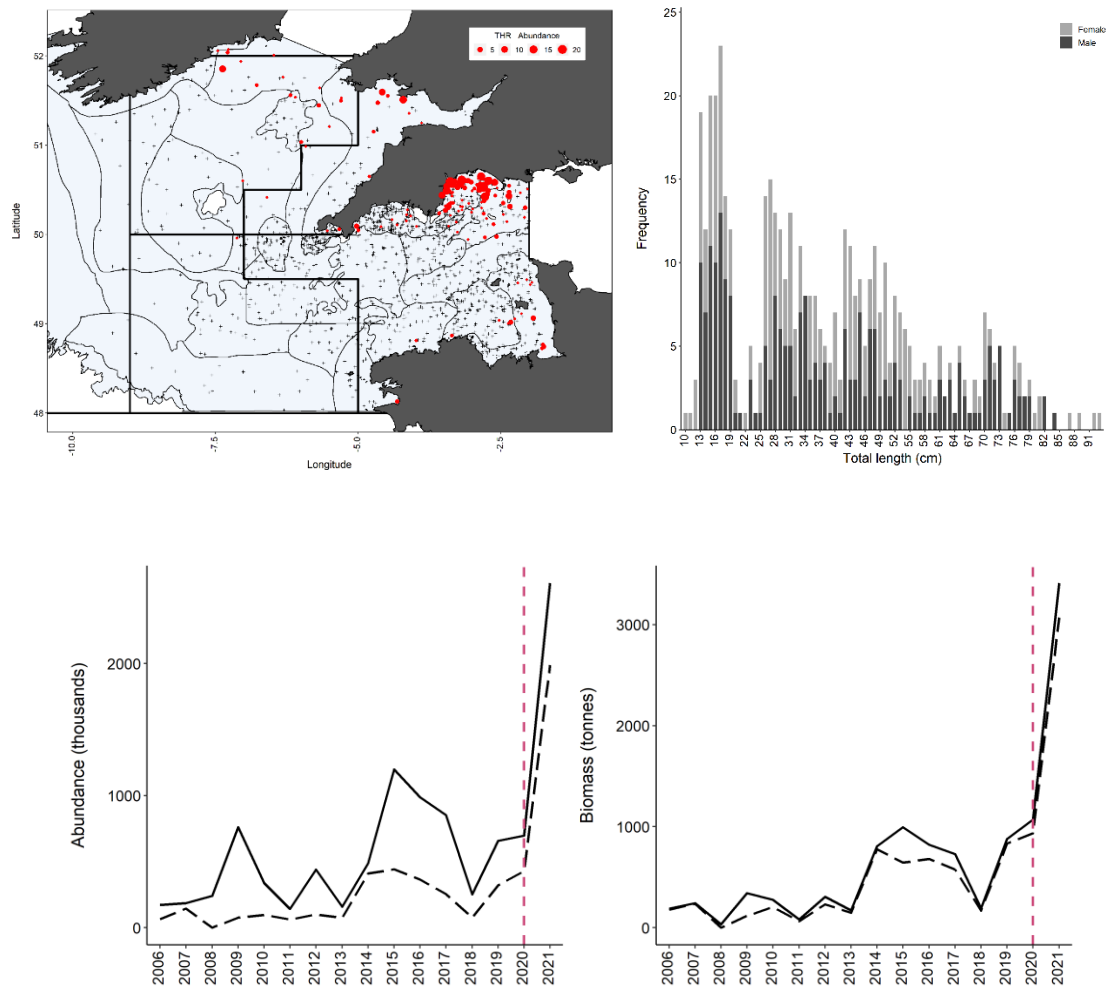 THR Abundance
5 10 15 20
52
51
50
49
48
Latitude
-10.0 -7.5 -5.0 -2.5
Longitude
Female
Male
25
20
15
10
5
0
Frequency
10 13 16 19 22 25 28 31 34 37 40 43 46 49 52 55 58 61 64 67 70 73 76 79 82 85 88 91
Total length (cm)
2000
1000
0
Abundance (thousands)
2006 2007 2008 2009 2010 2011 2012 2013 2014 2015 2016 2017 2018 2019 2020 2021
3000
2000
1000
0
Biomass (tonnes)
2006 2007 2008 2009 2010 2011 2012 2013 2014 2015 2016 2017 2018 2019 2020 2021